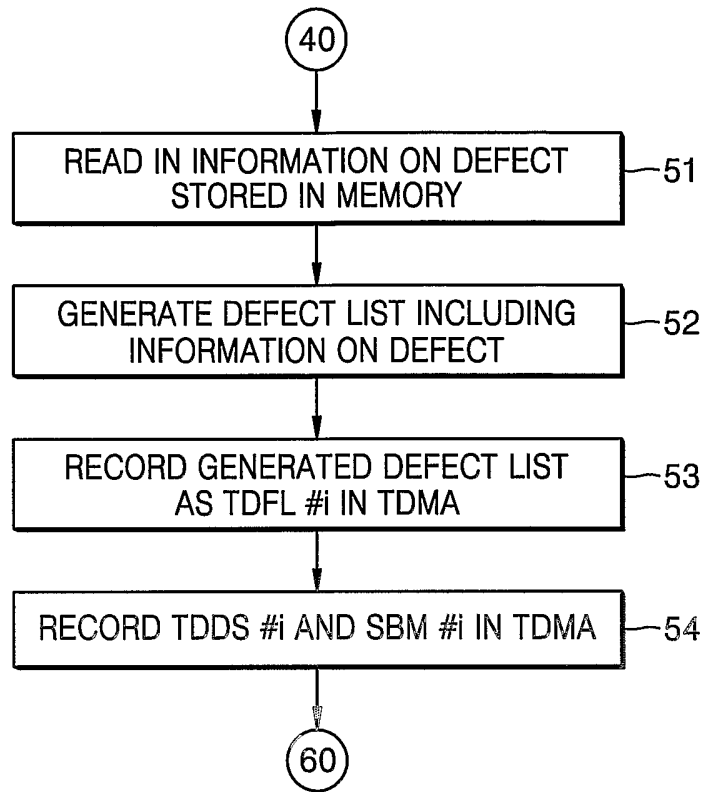 40
READ IN INFORMATION ON DEFECT
STORED IN MEMORY
51
GENERATE DEFECT LIST INCLUDING
INFORMATION ON DEFECT
52
RECORD GENERATED DEFECT LIST
AS TDFL #i IN TDMA
53
RECORD TDDS #i AND SBM #i IN TDMA
54
60